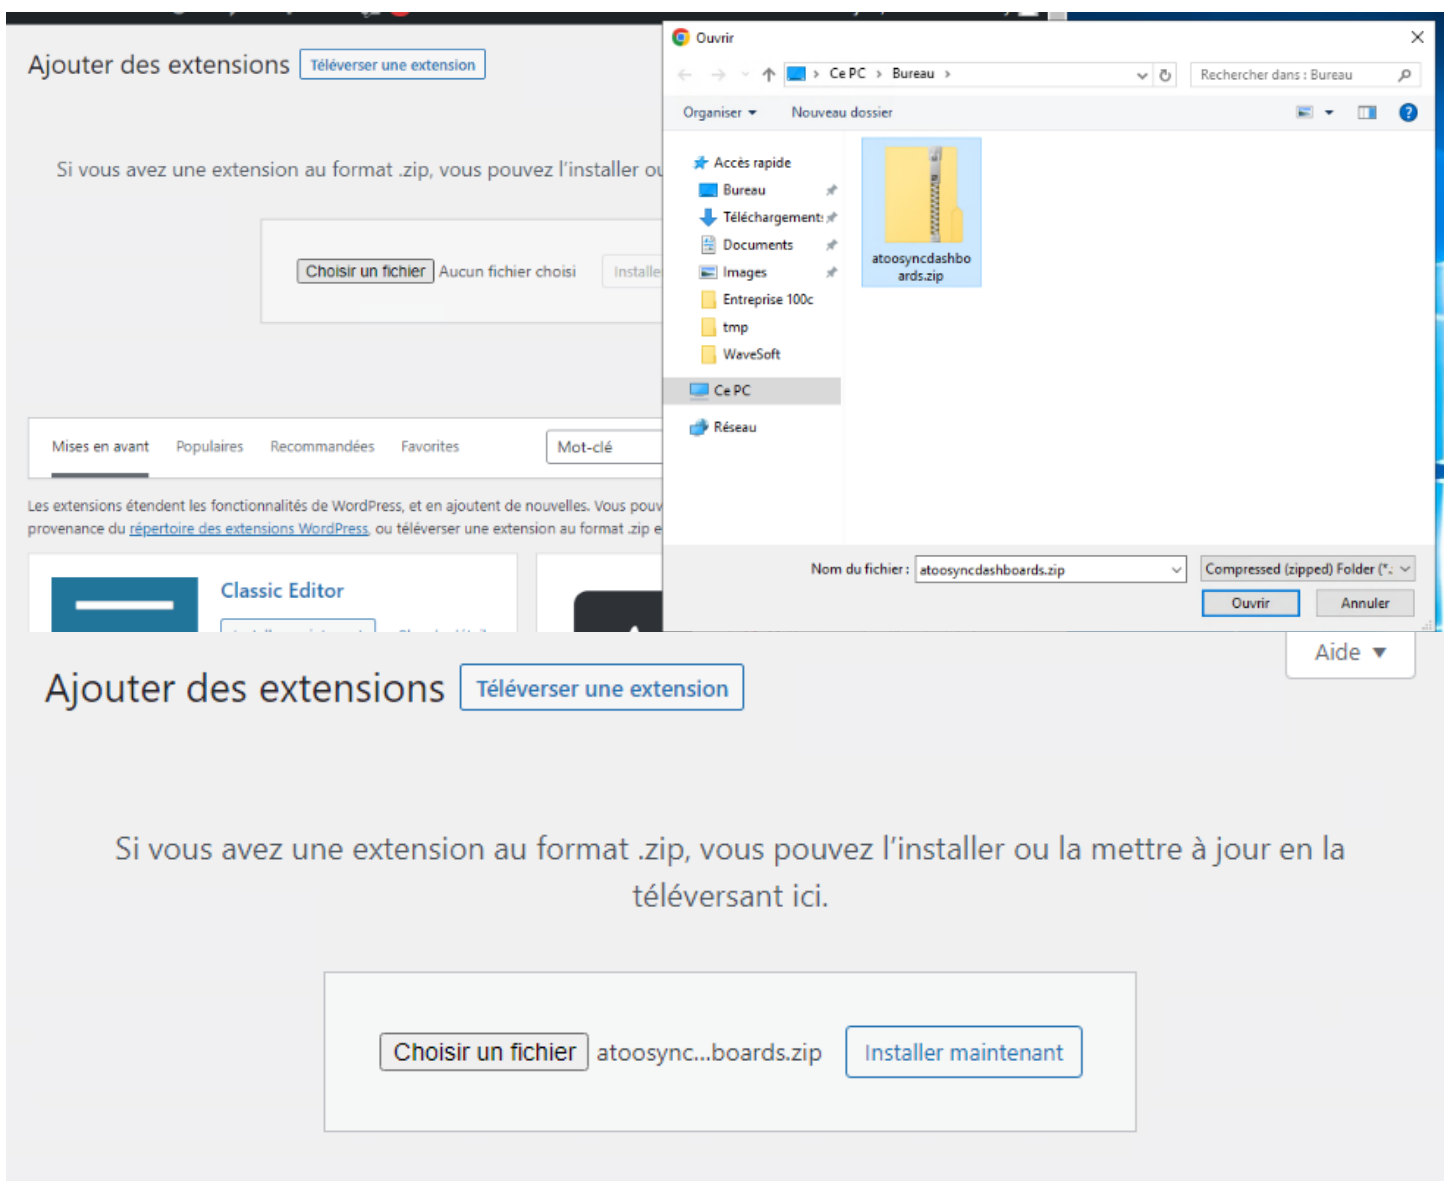 Ajouter des extensions
Téléverser une extension
Si vous avez une extension au format .zip, vous pouvez l'installer ou
Choisir un fichier
Aucun fichier choisi
Mises en avant
Populaires
Recommandées
Favorites
Mot-clé
Les extensions étendent les fonctionnalités de WordPress, et en ajoutent de nouvelles. Vous
provenance du répertoire des extensions WordPress, ou téléverser une extension au format .zip
Classic Editor
Ouvrir
Ce PC > Bureau >
Rechercher dans : Bureau
Organiser
Nouveau dossier
Accès rapide
Bureau
Téléchargement:
Documents
Images
Entreprise 100c
tmp
WaveSoft
Ce PC
Réseau
atoosyncdashbo
ards.zip
Nom du fichier :
atoosyncdashboards.zip
Compressed (zipped) Folder (*.
Ouvrir
Annuler
Aide
Ajouter des extensions
Téléverser une extension
Si vous avez une extension au format .zip, vous pouvez l'installer ou la mettre à jour en la
téléversant ici.
Choisir un fichier
atoosync...boards.zip
Installer maintenant